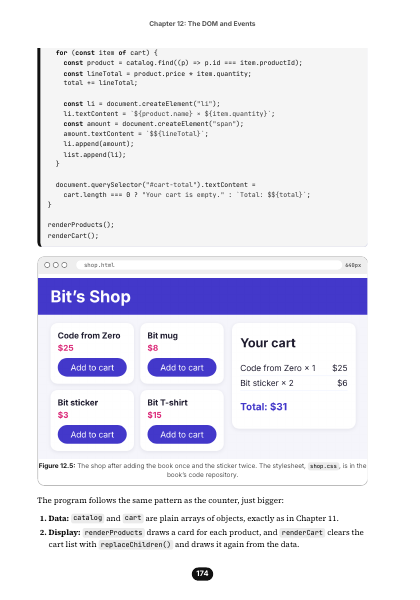 Chapter 12: The DOM and Events
for (const item of cart) {
const product = catalog.find((p) => p.id === item.productId);
const lineTotal = product.price * item.quantity;
total += lineTotal;
const li = document.createElement("li");
li.textContent = `${product.name} × ${item.quantity}`;
const amount = document.createElement("span");
amount.textContent = `$${lineTotal}`;
li.append(amount);
list.append(li);
}
document.querySelector("#cart-total").textContent =
cart.length === 0 ? "Your cart is empty." : `Total: $${total}`;
}
renderProducts();
renderCart();
shop.html 640px
Bit's Shop
Code from Zero
$25
Add to cart
Bit mug
$8
Add to cart
Bit sticker
$3
Add to cart
Bit T-shirt
$15
Add to cart
Your cart
Code from Zero × 1 $25
Bit sticker × 2 $6
Total: $31
Figure 12.5: The shop after adding the book once and the sticker twice. The stylesheet, shop.css, is in the
book's code repository.
The program follows the same pattern as the counter, just bigger:
1. Data: catalog and cart are plain arrays of objects, exactly as in Chapter 11.
2. Display: renderProducts draws a card for each product, and renderCart clears the
cart list with replaceChildren() and draws it again from the data.
174